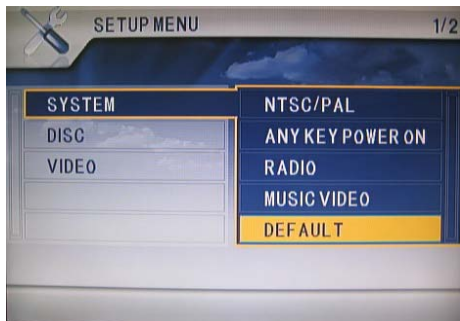 SETUP MENU
1/2
SYSTEM
DISC
VIDEO
NTSC/PAL
ANY KEY POWER ON
RADIO
MUSIC VIDEO
DEFAULT